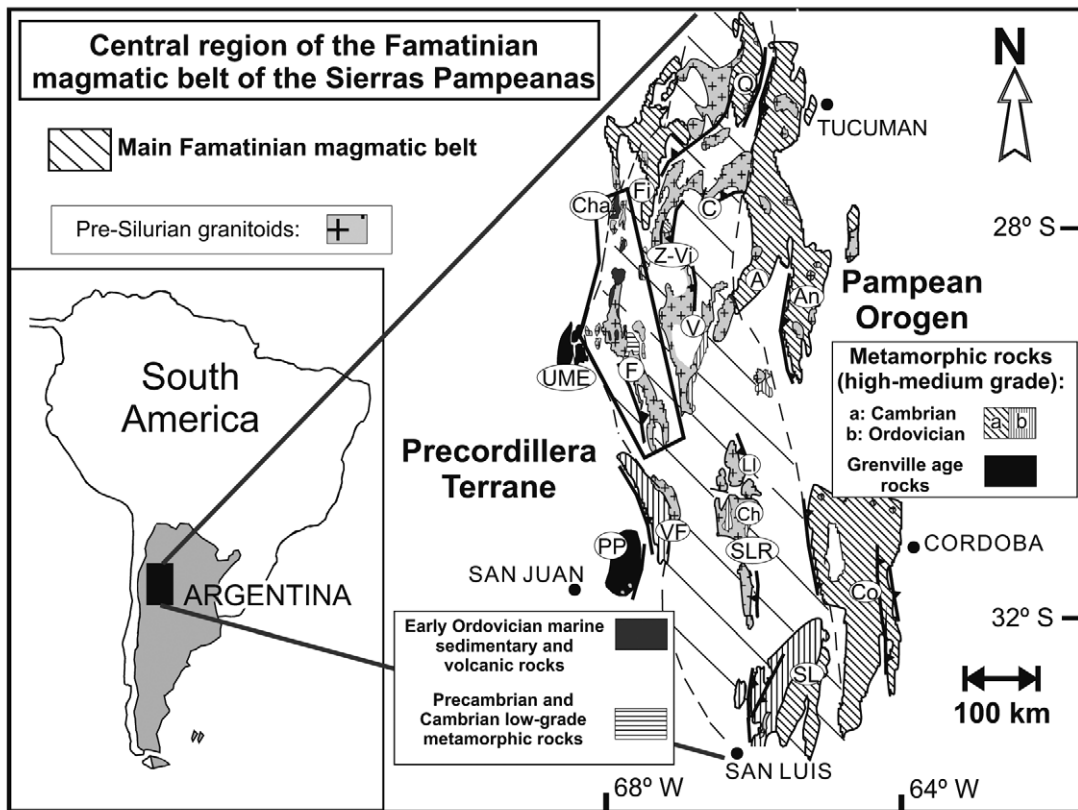 Central region of the Famatinian
magmatic belt of the Sierras Pampeanas
Main Famatinian magmatic belt
Pre-Silurian granitoids:
South
America
ARGENTINA
N
Q
TUCUMAN
Fi
Cha
C
28º S
Z-Vi
A
An
Pampean
Orogen
V
F
UME
Metamorphic rocks
(high-medium grade):
a: Cambrian
b: Ordovician
a b
Grenville age
rocks
Precordillera
Terrane
Ll
Ch
VF
SLR
PP
CORDOBA
SAN JUAN
Co
32º S
Early Ordovician marine
sedimentary and
volcanic rocks
SL
Precambrian and
Cambrian low-grade
metamorphic rocks
100 km
SAN LUIS
68º W
64º W